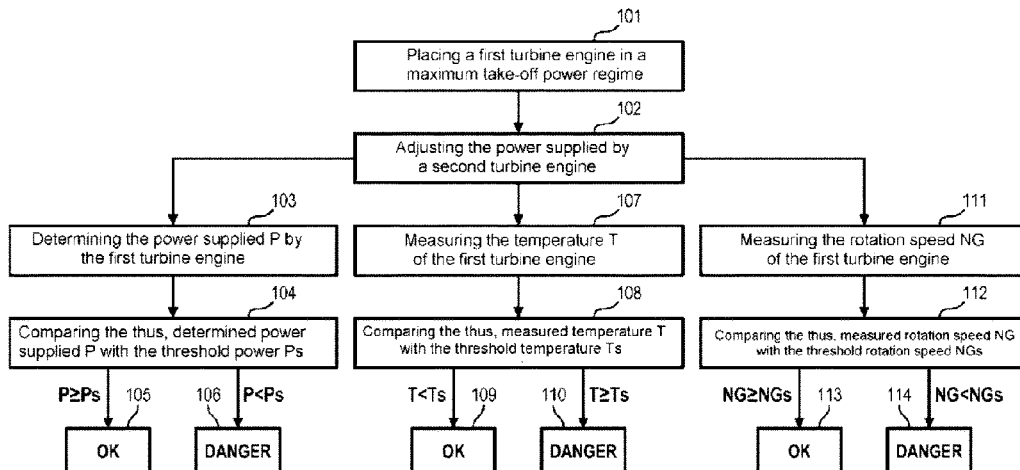 101
Placing a first turbine engine in a
maximum take-off power regime
102
Adjusting the power supplied by
a second turbine engine
103
Determining the power supplied P by
the first turbine engine
107
Measuring the temperature T
of the first turbine engine
111
Measuring the rotation speed NG
of the first turbine engine
104
Comparing the thus, determined power
supplied P with the threshold power Ps
108
Comparing the thus, measured temperature T
with the threshold temperature Ts
112
Comparing the thus, measured rotation speed NG
with the threshold rotation speed NGs
P≥Ps
105
106
P<Ps
T<Ts
109
110
T≥Ts
NG≥NGs
113
114
NG<NGs
OK
DANGER
OK
DANGER
OK
DANGER